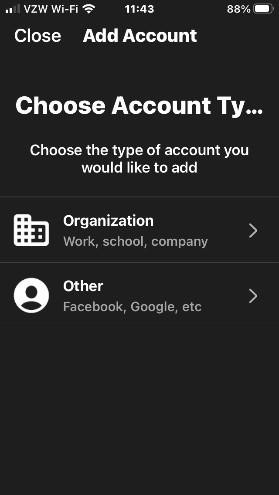 VZW Wi-Fi 11:43 88%
Close Add Account
Choose Account Ty...
Choose the type of account you
would like to add
Organization
Work, school, company
Other
Facebook, Google, etc